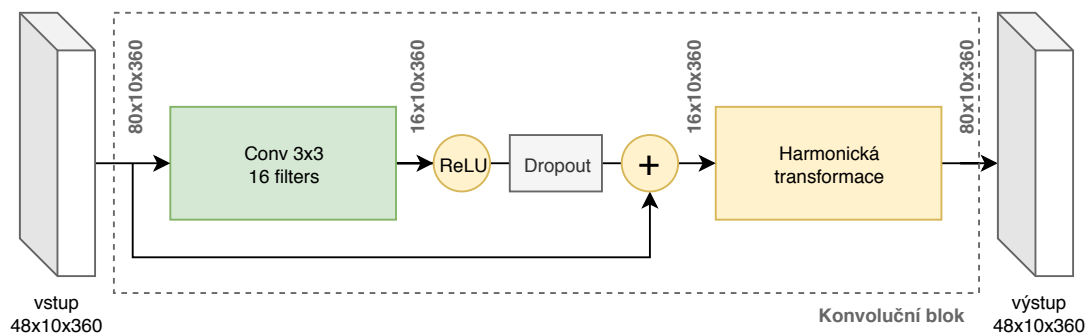 80x10x360
16x10x360
16x10x360
80x10x360
Conv 3x3
16 filters
ReLU
Dropout
+
Harmonická
transformace
vstup
48x10x360
Konvoluční blok
výstup
48x10x360